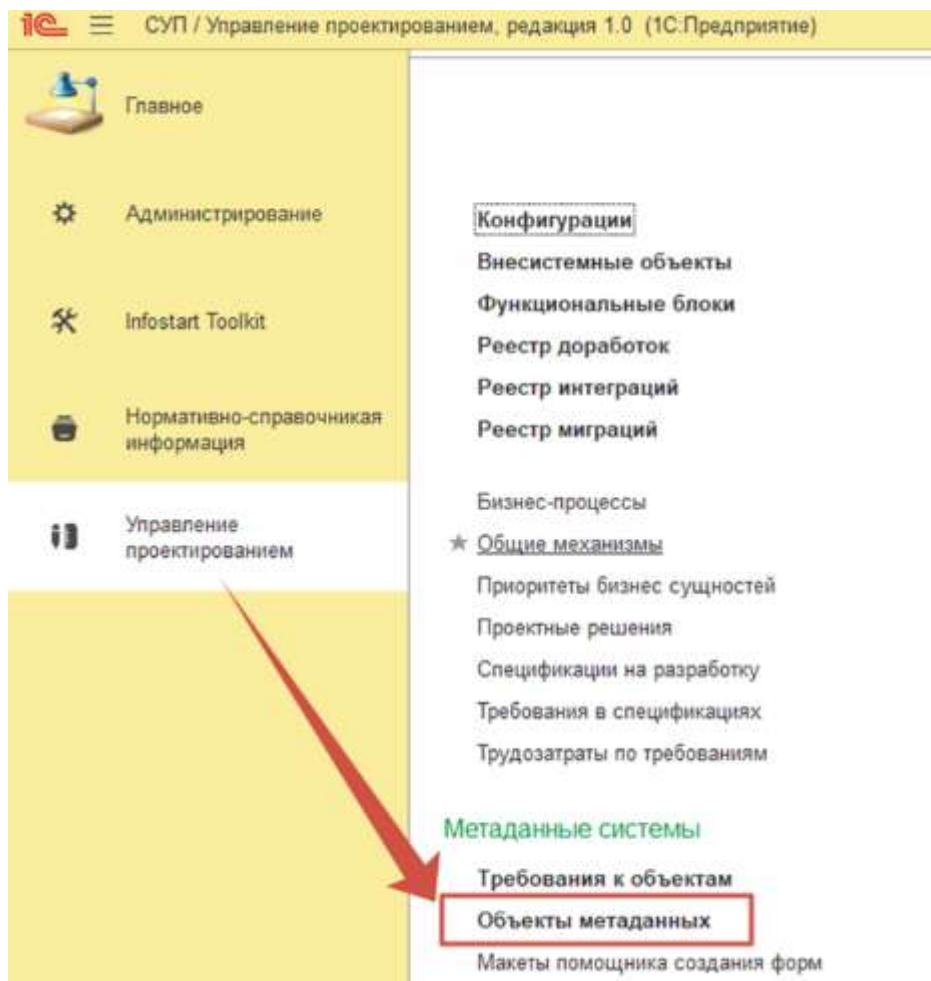 1С СУП / Управление проектированием, редакция 1.0 (1С:Предприятие)
Главное
Администрирование
Infostart Toolkit
Нормативно-справочникая
информация
Управление
проектированием
Конфигурации
Внесистемные объекты
Функциональные блоки
Реестр доработок
Реестр интеграций
Реестр миграций
Бизнес-процессы
Общие механизмы
Приоритеты бизнес сущностей
Проектные решения
Спецификации на разработку
Требования в спецификациях
Трудозатраты по требованиям
Метаданные системы
Требования к объектам
Объекты метаданных
Макеты помощника создания форм